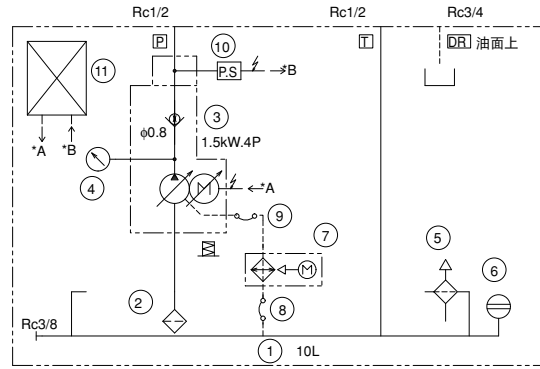 Rc1/2 Rc1/2 Rc3/4
P 10 T DR 油面上
P.S *B
11
φ0.8 3
1.5kW.4P
*A *B
4 *A
9
7
M M
5
6
2 8
Rc3/8
1 10L